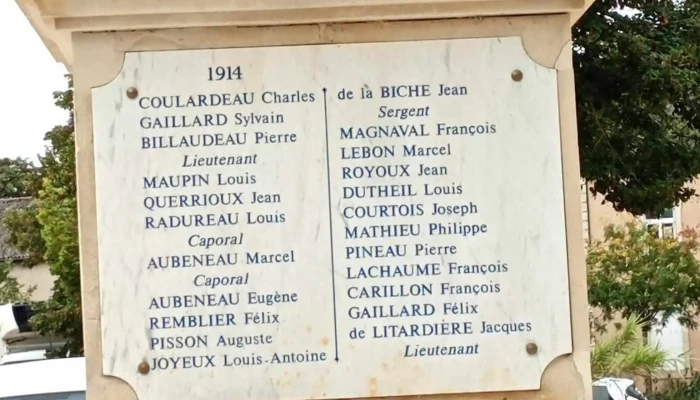 1914
COULARDEAU Charles
GAILLARD Sylvain
BILLAUDEAU Pierre
Lieutenant
MAUPIN Louis
QUERRIOUX Jean
RADUREAU Louis
Caporal
AUBENEAU Marcel
Caporal
AUBENEAU Eugène
REMBLIER Félix
PISSON Auguste
JOYEUX Louis-Antoine
de la BICHE Jean
Sergent
MAGNAVAL François
LEBON Marcel
ROYOUX Jean
DUTHEIL Louis
COURTOIS Joseph
MATHIEU Philippe
PINEAU Pierre
LACHAUME François
CARILLON François
GAILLARD Félix
de LITARDIÈRE Jacques
Lieutenant